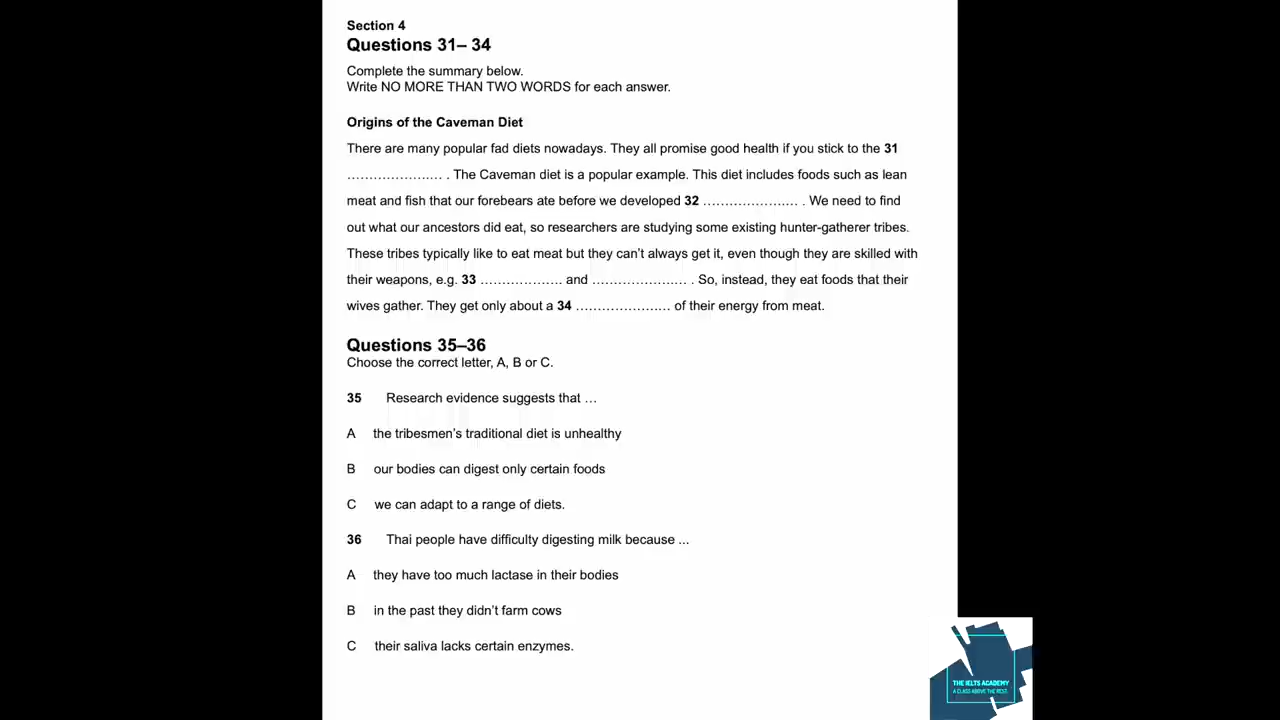 Section 4
Questions 31– 34
Complete the summary below.
Write NO MORE THAN TWO WORDS for each answer.
Origins of the Caveman Diet
There are many popular fad diets nowadays. They all promise good health if you stick to the 31
…………………. . The Caveman diet is a popular example. This diet includes foods such as lean
meat and fish that our forebears ate before we developed 32 …………………. . We need to find
out what our ancestors did eat, so researchers are studying some existing hunter-gatherer tribes.
These tribes typically like to eat meat but they can’t always get it, even though they are skilled with
their weapons, e.g. 33 ………………. and …………………. . So, instead, they eat foods that their
wives gather. They get only about a 34 …………………. of their energy from meat.
Questions 35–36
Choose the correct letter, A, B or C.
35 Research evidence suggests that …
A the tribesmen’s traditional diet is unhealthy
B our bodies can digest only certain foods
C we can adapt to a range of diets.
36 Thai people have difficulty digesting milk because ...
A they have too much lactase in their bodies
B in the past they didn’t farm cows
C their saliva lacks certain enzymes.
THE IELTS ACADEMY
A CLASS ABOVE THE REST.